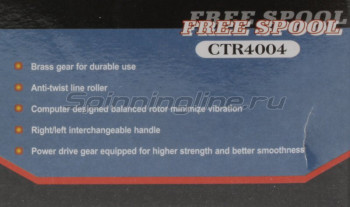 FREE SPOOL
FREE SPOOL
CTR4004
Brass gear for durable use
Anti-twist line roller
Computer designed balanced rotor minimize vibration
Spinningline.ru
Right/left interchangeable handle
Power drive gear equipped for higher strength and better smoothness